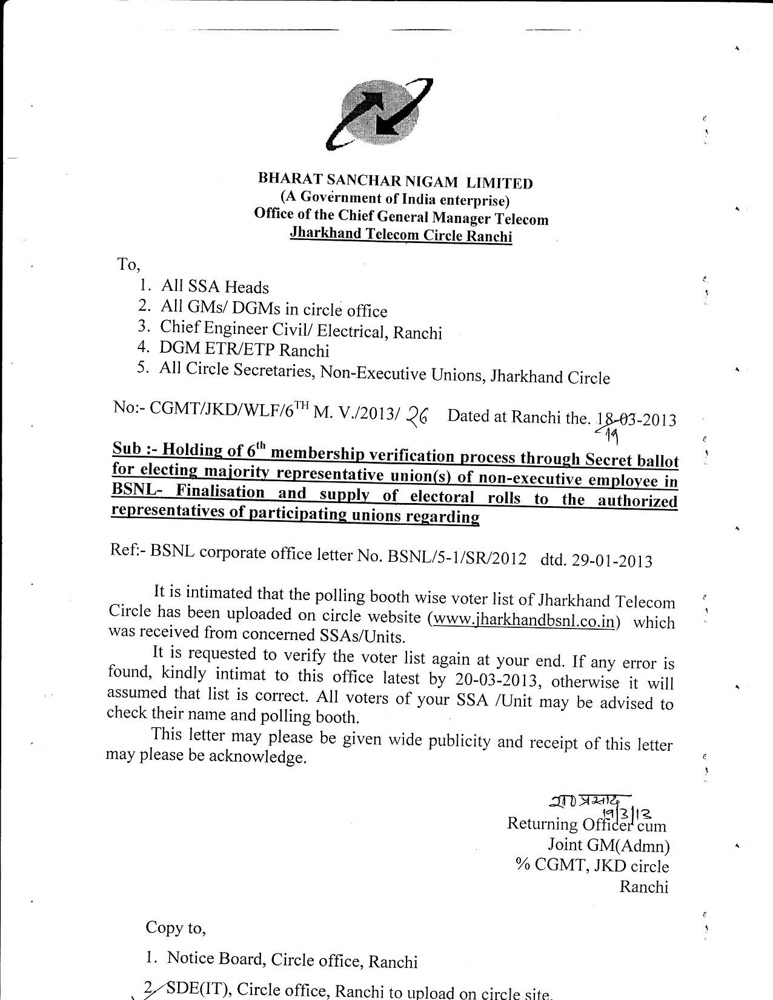 BHARAT SANCHAR NIGAM LIMITED
(A Government of India enterprise)
Office of the Chief General Manager Telecom
Jharkhand Telecom Circle Ranchi
To,
1. All SSA Heads
2. All GMs/ DGMs in circle office
3. Chief Engineer Civil/ Electrical, Ranchi
4. DGM ETR/ETP Ranchi
5. All Circle Secretaries, Non-Executive Unions, Jharkhand Circle
No:- CGMT/JKD/WLF/6TH M. V./2013/ 26 Dated at Ranchi the. 18-03-2013
19
Sub :- Holding of 6th membership verification process through Secret ballot
for electing majority representative union(s) of non-executive employee in
BSNL- Finalisation and supply of electoral rolls to the authorized
representatives of participating unions regarding
Ref:- BSNL corporate office letter No. BSNL/5-1/SR/2012 dtd. 29-01-2013
It is intimated that the polling booth wise voter list of Jharkhand Telecom
Circle has been uploaded on circle website (www.jharkhandbsnl.co.in) which
was received from concerned SSAs/Units.
It is requested to verify the voter list again at your end. If any error is
found, kindly intimat to this office latest by 20-03-2013, otherwise it will
assumed that list is correct. All voters of your SSA /Unit may be advised to
check their name and polling booth.
This letter may please be given wide publicity and receipt of this letter
may please be acknowledge.
प्रसाद
19/3/13
Returning Officer cum
Joint GM(Admn)
% CGMT, JKD circle
Ranchi
Copy to,
1. Notice Board, Circle office, Ranchi
2. SDE(IT), Circle office, Ranchi to upload on circle site.